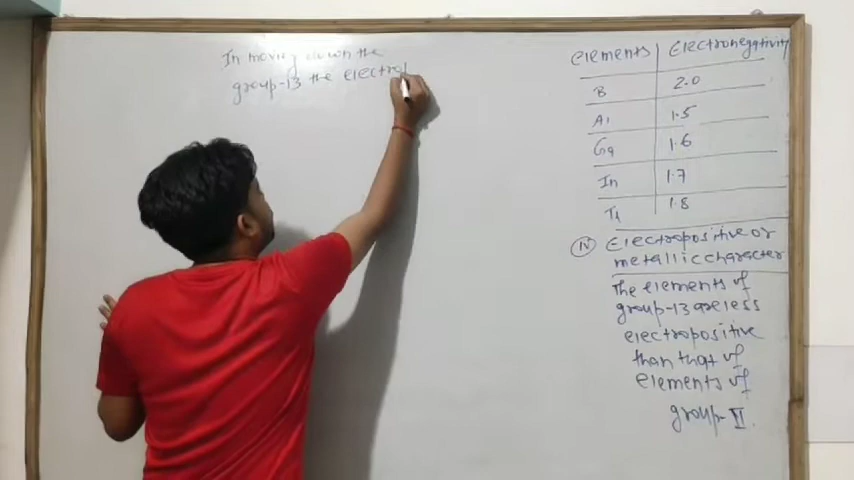 In moving down the
group-13 the electro
elements Electronegativity
B 2.0
Al 1.5
Ga 1.6
In 1.7
Tl 1.8
(IV) Electropositive or
metallic character
The elements of
group-13 are less
electropositive
than that of
elements of
group-II.